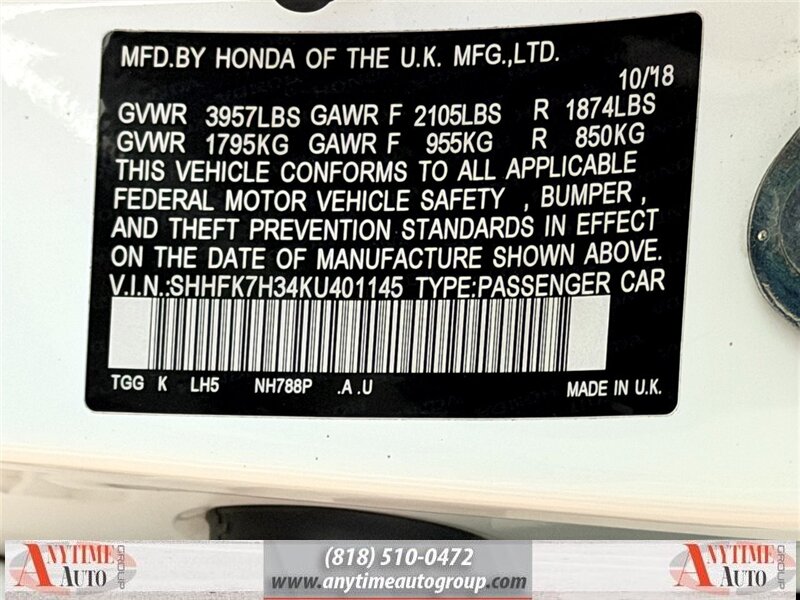 MFD.BY HONDA OF THE U.K. MFG.,LTD.
10/'18
GVWR 3957LBS GAWR F 2105LBS R 1874LBS
GVWR 1795KG GAWR F 955KG R 850KG
THIS VEHICLE CONFORMS TO ALL APPLICABLE
FEDERAL MOTOR VEHICLE SAFETY , BUMPER ,
AND THEFT PREVENTION STANDARDS IN EFFECT
ON THE DATE OF MANUFACTURE SHOWN ABOVE.
V.I.N.:SHHFK7H34KU401145 TYPE:PASSENGER CAR
TGG K LH5 NH788P .A .U MADE IN U.K.
ANYTIME AUTO GROUP
(818) 510-0472
www.anytimeautogroup.com
ANYTIME AUTO GROUP